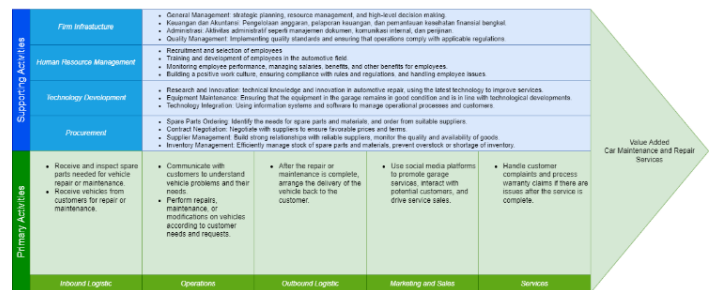 Supporting Activities
Firm Infrastucture
• General Management: strategic planning, resource management, and high-level decision making.
• Keuangan dan Akuntansi: Pengelolaan anggaran, pelaporan keuangan, dan pemantauan kesehatan finansial bengkel.
• Administrasi: Aktivitas administratif seperti manajemen dokumen, komunikasi internal, dan perijinan.
• Quality Management: Implementing quality standards and ensuring that operations comply with applicable regulations.
Human Resource Management
• Recruitment and selection of employees
• Training and development of employees in the automotive field.
• Monitoring employee performance, managing salaries, benefits, and other benefits for employees.
• Building a positive work culture, ensuring compliance with rules and regulations, and handling employee issues.
Technology Development
• Research and Innovation: technical knowledge and innovation in automotive repair, using the latest technology to improve services.
• Equipment Maintenance: Ensuring that the equipment in the garage remains in good condition and is in line with technological developments.
• Technology Integration: Using information systems and software to manage operational processes and customers
Procurement
• Spare Parts Ordering: Identify the needs for spare parts and materials, and order from suitable suppliers.
• Contract Negotiation: Negotiate with suppliers to ensure favorable prices and terms.
• Supplier Management: Build strong relationships with reliable suppliers, monitor the quality and availability of goods.
• Inventory Management: Efficiently manage stock of spare parts and materials, prevent overstock or shortage of inventory.
Primary Activities
• Receive and inspect spare
parts needed for vehicle
repair or maintenance.
• Receive vehicles from
customers for repair or
maintenance.
Inbound Logistic
• Communicate with
customers to understand
vehicle problems and their
needs.
• Perform repairs,
maintenance, or
modifications on vehicles
according to customer
needs and requests.
Operations
• After the repair or
maintenance is complete,
arrange the delivery of the
vehicle back to the
customer.
Outbound Logistic
• Use social media platforms
to promote garage
services, interact with
potential customers, and
drive service sales.
Marketing and Sales
• Handle customer
complaints and process
warranty claims if there are
issues after the service is
complete.
Services
Value Added
Car Maintenance and Repair
Services